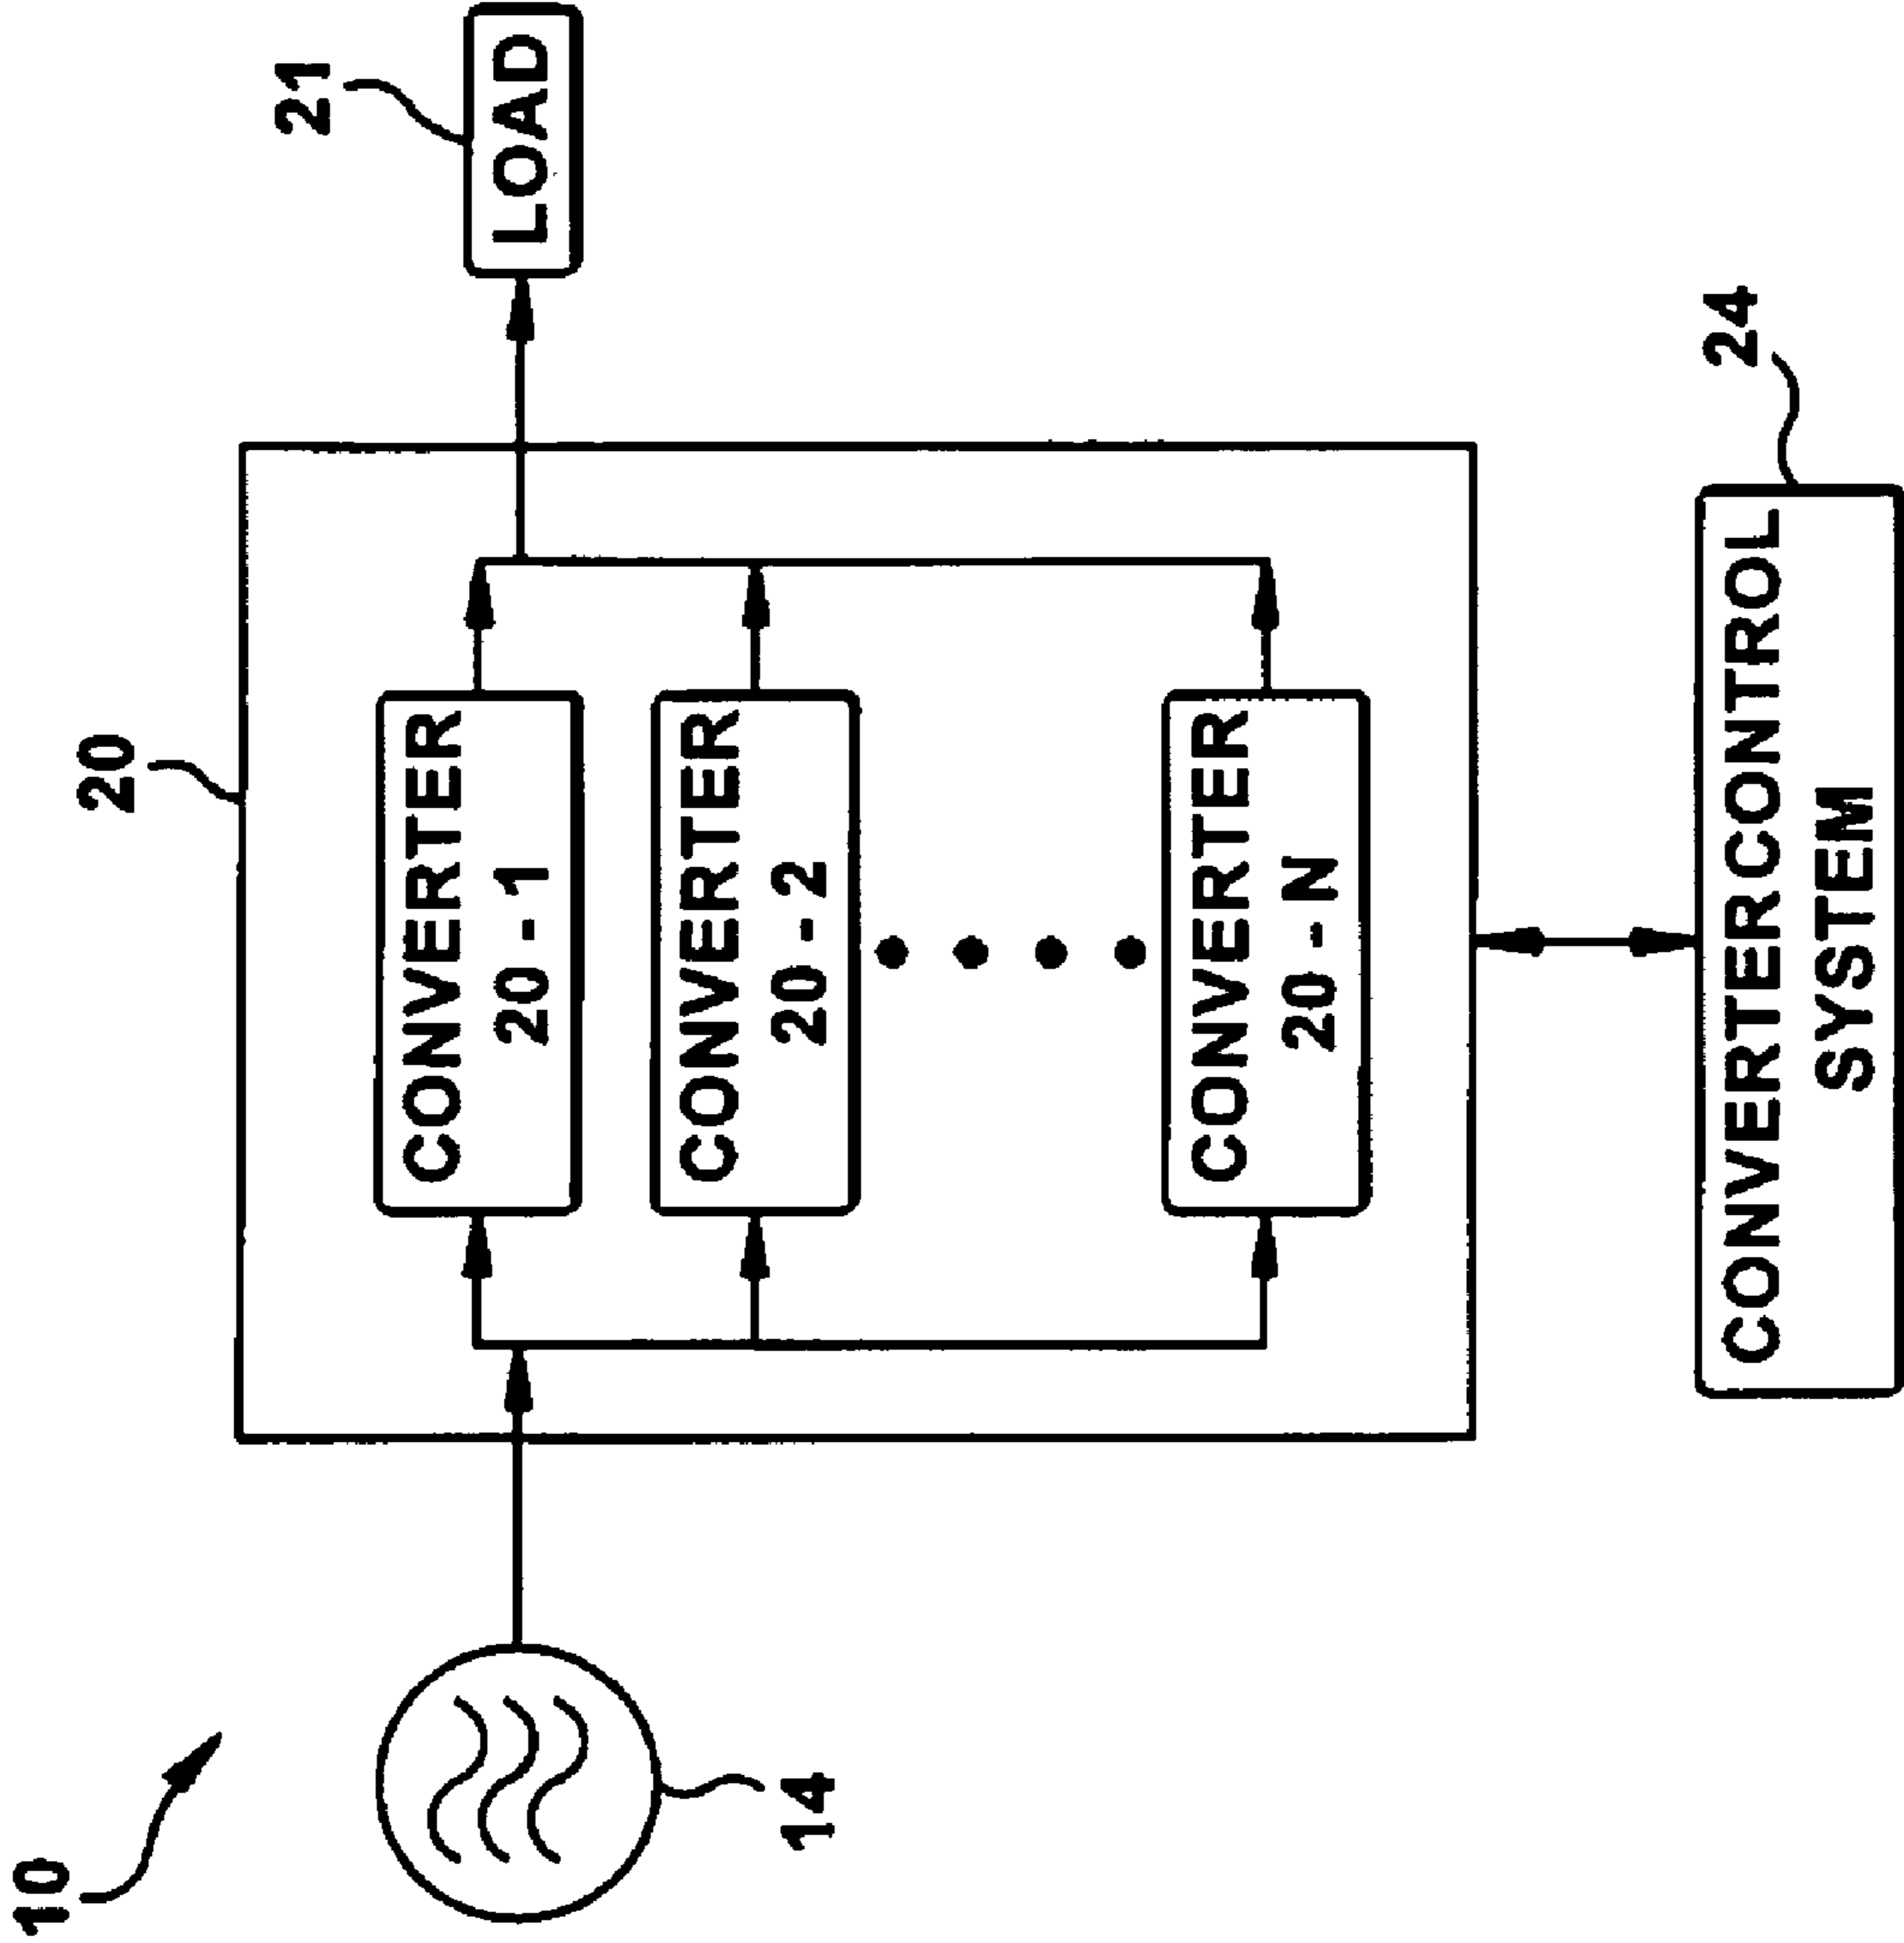 10
20
21
LOAD
CONVERTER
20-1
CONVERTER
20-2
CONVERTER
20-N
14
24
CONVERTERCONTROL
SYSTEM